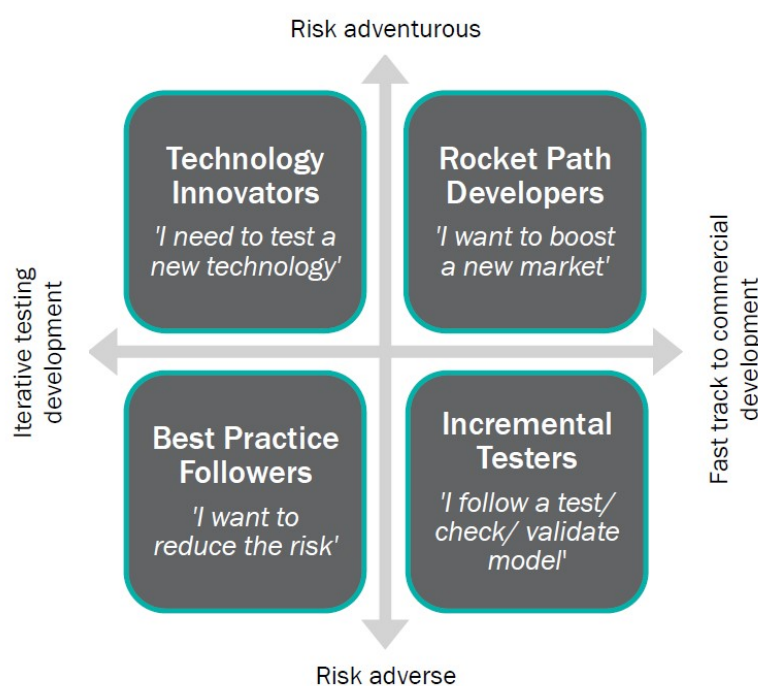 Risk adventurous
Technology
Innovators
'I need to test a
new technology'
Rocket Path
Developers
'I want to boost
a new market'
Iterative testing
development
Fast track to commercial
development
Best Practice
Followers
'I want to
reduce the risk'
Incremental
Testers
'I follow a test/
check/ validate
model'
Risk adverse